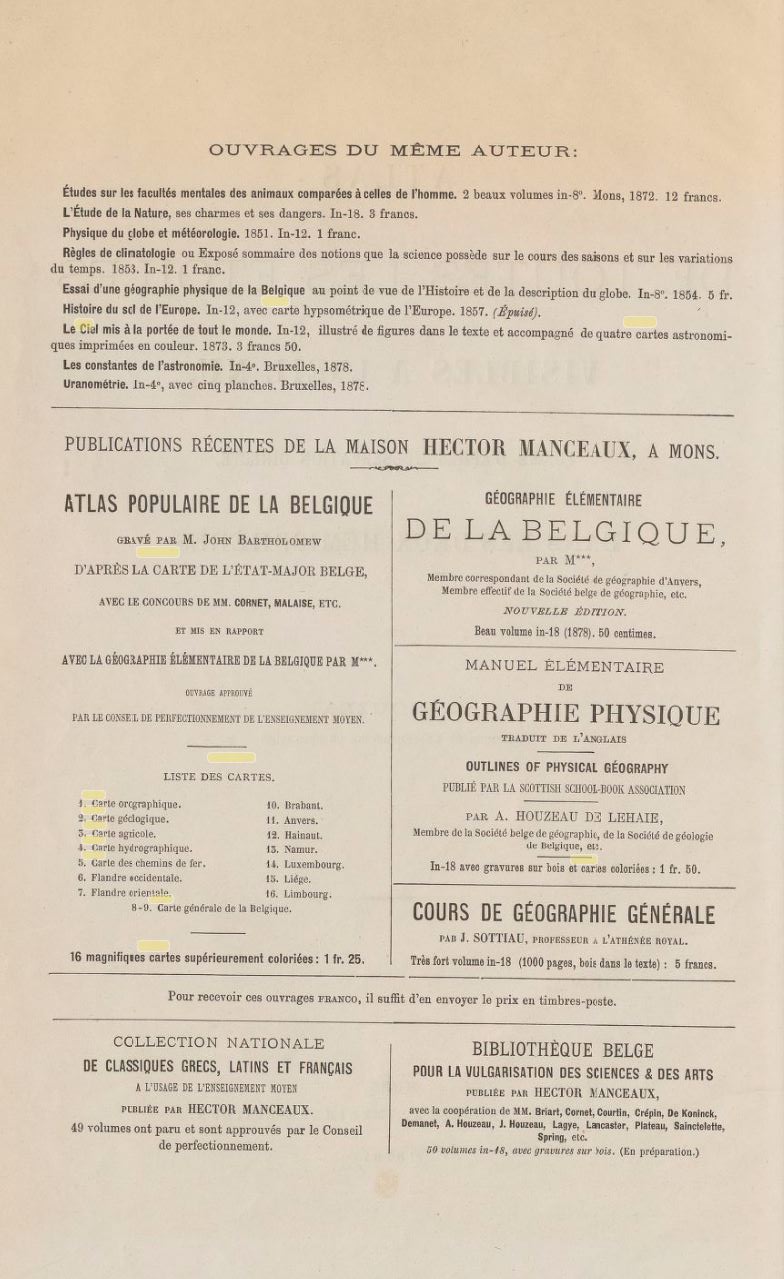 OUVRAGES DU MÊME AUTEUR:
Études sur les facultés mentales des animaux comparées à celles de l'homme. 2 beaux volumes in-8º. Mons, 1872. 12 francs.
L'Étude de la Nature, ses charmes et ses dangers. In-18. 3 francs.
Physique du globe et météorologie. 1851. In-12. 1 franc.
Règles de climatologie ou Exposé sommaire des notions que la science possède sur le cours des saisons et sur les variations
du temps. 1853. In-12. 1 franc.
Essai d'une géographie physique de la Belgique au point de vue de l'Histoire et de la description du globe. In-8º. 1854. 5 fr.
Histoire du sol de l'Europe. In-12, avec carte hypsométrique de l'Europe. 1857. (Épuisé).
Le Ciel mis à la portée de tout le monde. In-12, illustré de figures dans le texte et accompagné de quatre cartes astronomi-
ques imprimées en couleur. 1873. 3 francs 50.
Les constantes de l'astronomie. In-4º. Bruxelles, 1878.
Uranométrie. In-4º, avec cinq planches. Bruxelles, 1878.
PUBLICATIONS RÉCENTES DE LA MAISON HECTOR MANCEAUX, A MONS.
ATLAS POPULAIRE DE LA BELGIQUE
GRAVÉ PAR M. JOHN BARTHOLOMEW
D'APRÈS LA CARTE DE L'ÉTAT-MAJOR BELGE,
AVEC LE CONCOURS DE MM. CORNET, MALAISE, ETC.
ET MIS EN RAPPORT
AVEC LA GÉOGRAPHIE ÉLÉMENTAIRE DE LA BELGIQUE PAR M***.
OUVRAGE APPROUVÉ
PAR LE CONSEIL DE PERFECTIONNEMENT DE L'ENSEIGNEMENT MOYEN.
LISTE DES CARTES.
1. Carte orographique.
2. Carte géologique.
3. Carte agricole.
4. Carte hydrographique.
5. Carte des chemins de fer.
6. Flandre occidentale.
7. Flandre orientale.
8-9. Carte générale de la Belgique.
10. Brabant.
11. Anvers.
12. Hainaut.
13. Namur.
14. Luxembourg.
15. Liége.
16. Limbourg.
16 magnifiques cartes supérieurement coloriées : 1 fr. 25.
GÉOGRAPHIE ÉLÉMENTAIRE
DE LA BELGIQUE,
PAR M***,
Membre correspondant de la Société de géographie d'Anvers,
Membre effectif de la Société belge de géographie, etc.
NOUVELLE ÉDITION.
Beau volume in-18 (1878). 50 centimes.
MANUEL ÉLÉMENTAIRE
DE
GÉOGRAPHIE PHYSIQUE
TRADUIT DE L'ANGLAIS
OUTLINES OF PHYSICAL GEOGRAPHY
PUBLIÉ PAR LA SCOTTISH SCHOOL-BOOK ASSOCIATION
PAR A. HOUZEAU DE LEHAIE,
Membre de la Société belge de géographie, de la Société de géologie
de Belgique, etc.
In-18 avec gravures sur bois et cartes coloriées : 1 fr. 50.
COURS DE GÉOGRAPHIE GÉNÉRALE
PAR J. SOTTIAU, PROFESSEUR A L'ATHÉNÉE ROYAL.
Très fort volume in-18 (1000 pages, bois dans le texte) : 5 francs.
Pour recevoir ces ouvrages FRANCO, il suffit d'en envoyer le prix en timbres-poste.
COLLECTION NATIONALE
DE CLASSIQUES GRECS, LATINS ET FRANÇAIS
A L'USAGE DE L'ENSEIGNEMENT MOYEN
PUBLIÉE PAR HECTOR MANCEAUX.
49 volumes ont paru et sont approuvés par le Conseil
de perfectionnement.
BIBLIOTHÈQUE BELGE
POUR LA VULGARISATION DES SCIENCES & DES ARTS
PUBLIÉE PAR HECTOR MANCEAUX,
avec la coopération de MM. Briart, Cornet, Courtin, Crépin, De Koninck,
Demanet, A. Houzeau, J. Houzeau, Lagye, Lancaster, Plateau, Sainctelette,
Spring, etc.
50 volumes in-18, avec gravures sur bois. (En préparation.)